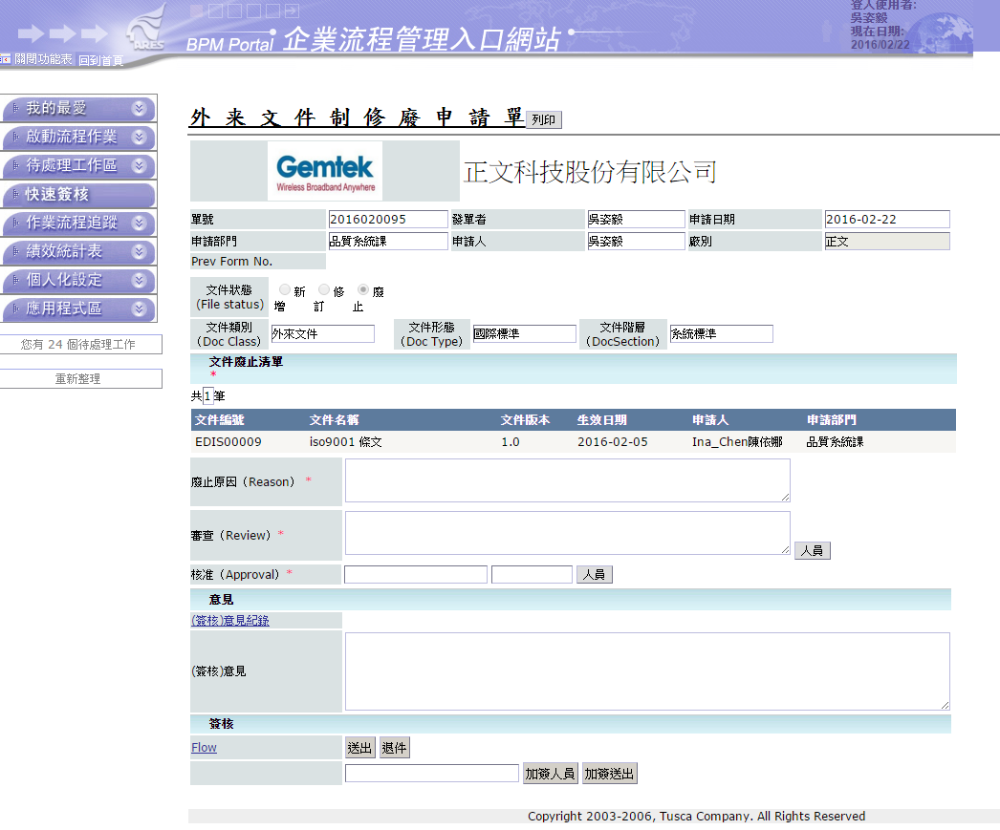 登入使用者:
吳姿毅
現在日期:
2016/02/22
ARES
BPM Portal 企業流程管理入口網站
關閉功能表 回到首頁
我的最愛
啟動流程作業
待處理工作區
快速簽核
作業流程追蹤
績效統計表
個人化設定
應用程式區
您有 24 個待處理工作
重新整理
外來文件制修廢申請單 列印
Gemtek
Wireless Broadband Anywhere
正文科技股份有限公司
單號 2016020095 發單者 吳姿毅 申請日期 2016-02-22
申請部門 品質系統課 申請人 吳姿毅 廠別 正文
Prev Form No.
文件狀態
(File status)
新增 修訂 廢止
文件類別
(Doc Class)
外來文件
文件形態
(Doc Type)
國際標準
文件階層
(DocSection)
系統標準
文件廢止清單
*
共1筆
文件編號 文件名稱 文件版本 生效日期 申請人 申請部門
EDIS00009 iso9001 條文 1.0 2016-02-05 Ina_Chen陳依娜 品質系統課
廢止原因（Reason） *
審查（Review） *
人員
核准（Approval） * 人員
意見
(簽核)意見紀錄
(簽核)意見
簽核
Flow 送出 退件
加簽人員 加簽送出
Copyright 2003-2006, Tusca Company. All Rights Reserved